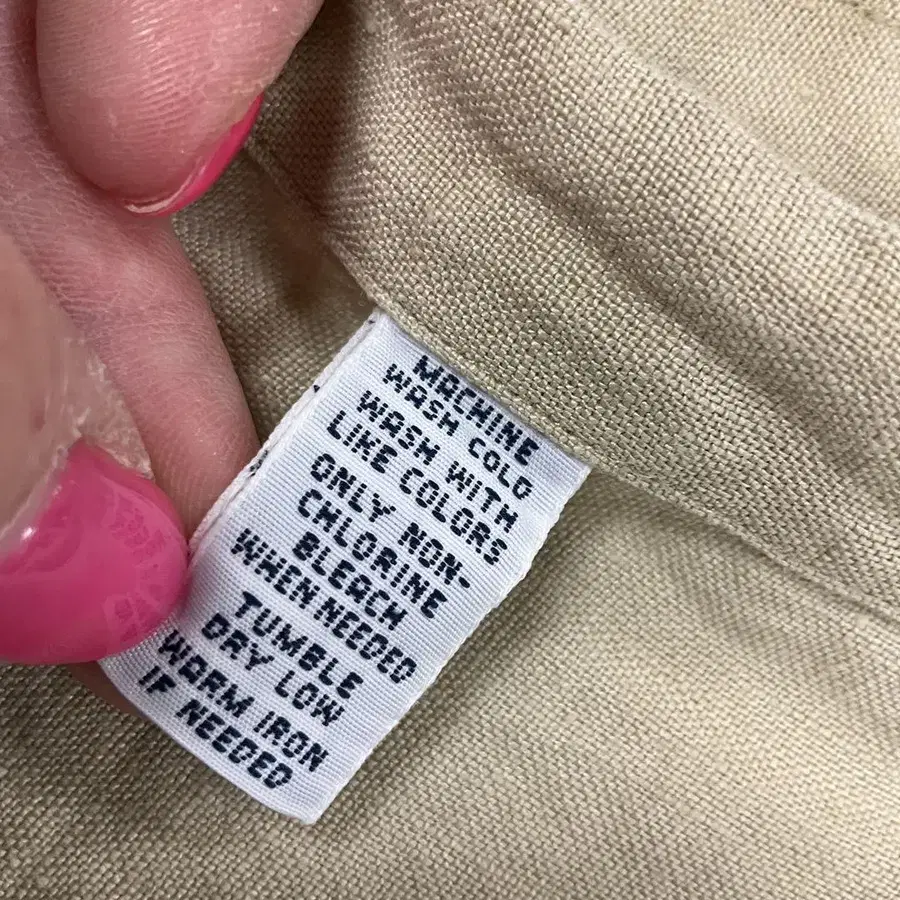 MACHINE
WASH COLD
WASH WITH
LIKE COLORS
ONLY NON-
CHLORINE
BLEACH
WHEN NEEDED
TUMBLE
DRY LOW
WARM IRON
IF NEEDED